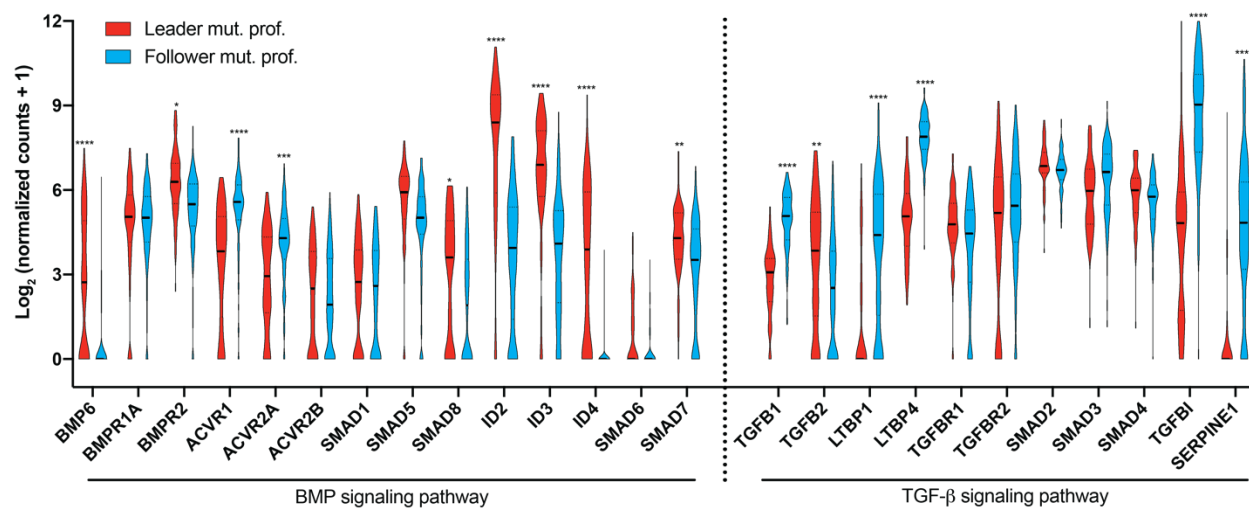 Log2 (normalized counts + 1)
12
9
6
3
0
Leader mut. prof.
Follower mut. prof.
****
*
****
***
*
****
****
****
**
****
**
****
****
****
***
BMP6
BMPR1A
BMPR2
ACVR1
ACVR2A
ACVR2B
SMAD1
SMAD5
SMAD8
ID2
ID3
ID4
SMAD6
SMAD7
TGFB1
TGFB2
LTBP1
LTBP4
TGFBR1
TGFBR2
SMAD2
SMAD3
SMAD4
TGFBI
SERPINE1
BMP signaling pathway
TGF-β signaling pathway